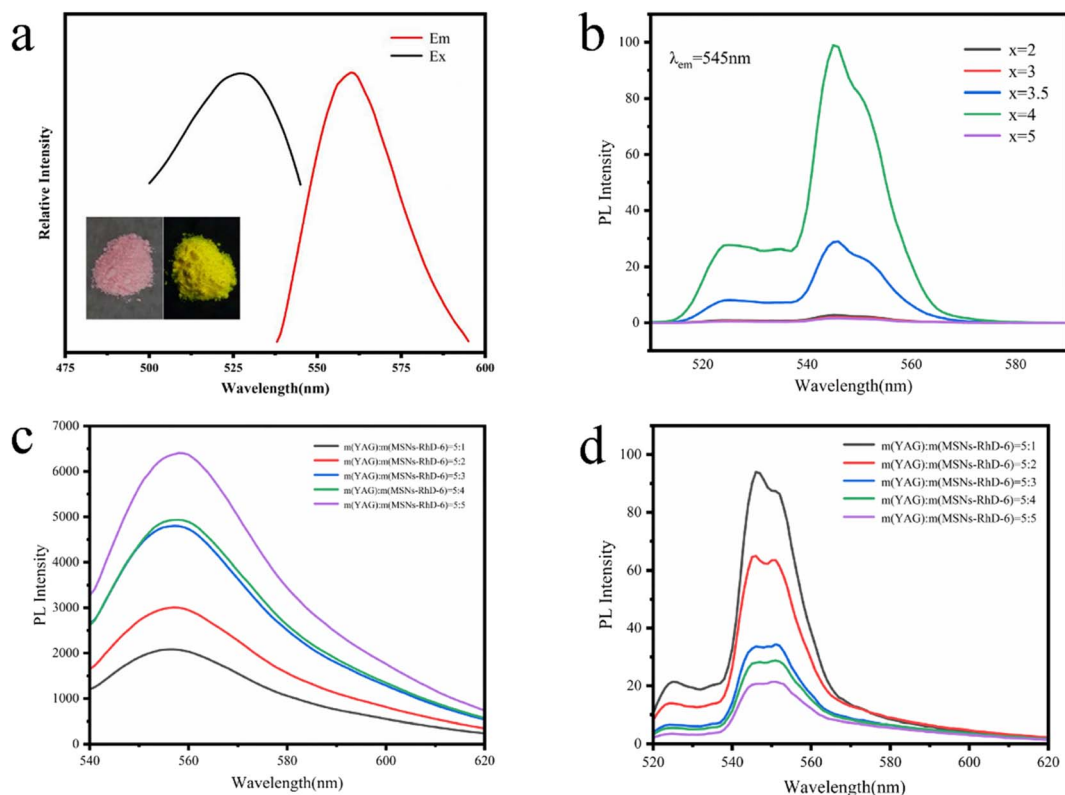 a
Em
Ex
Relative Intensity
475 500 525 550 575 600
Wavelength(nm)
b
λem=545nm
x=2
x=3
x=3.5
x=4
x=5
PL Intensity
100
80
60
40
20
0
520 540 560 580
Wavelength(nm)
c
m(YAG):m(MSNs-RhD-6)=5:1
m(YAG):m(MSNs-RhD-6)=5:2
m(YAG):m(MSNs-RhD-6)=5:3
m(YAG):m(MSNs-RhD-6)=5:4
m(YAG):m(MSNs-RhD-6)=5:5
PL Intensity
7000
6000
5000
4000
3000
2000
1000
0
540 560 580 600 620
Wavelength(nm)
d
m(YAG):m(MSNs-RhD-6)=5:1
m(YAG):m(MSNs-RhD-6)=5:2
m(YAG):m(MSNs-RhD-6)=5:3
m(YAG):m(MSNs-RhD-6)=5:4
m(YAG):m(MSNs-RhD-6)=5:5
PL Intensity
100
80
60
40
20
0
520 540 560 580 600 620
Wavelength(nm)